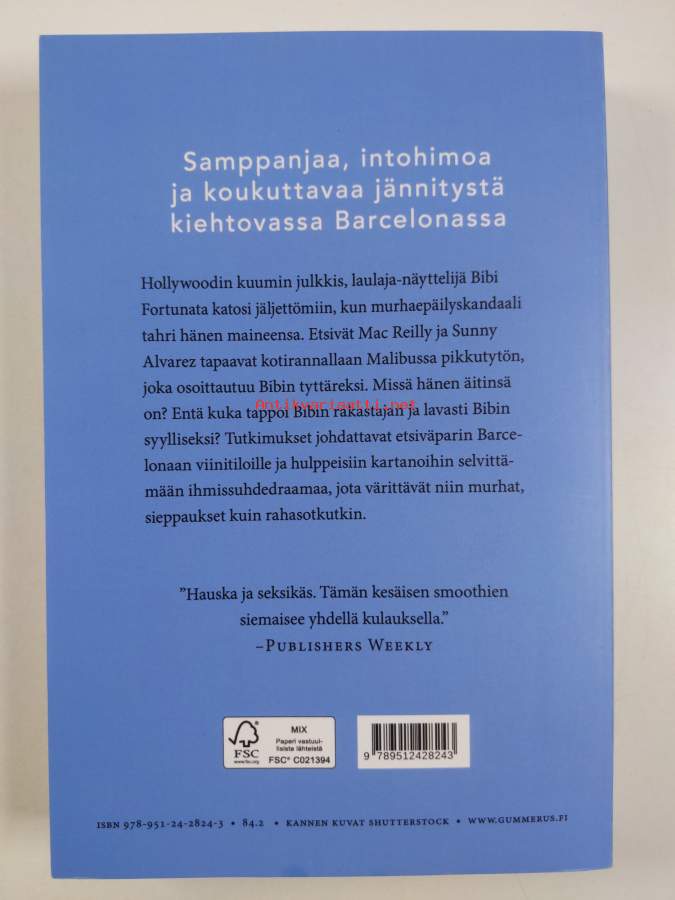 Samppanjaa, intohimoa
ja koukuttavaa jännitystä
kiehtovassa Barcelonassa
Hollywoodin kuumin julkkis, laulaja-näyttelijä Bibi
Fortunata katosi jäljettömiin, kun murhaepäilyskandaali
tahri hänen maineensa. Etsivät Mac Reilly ja Sunny
Alvarez tapaavat kotirannallaan Malibussa pikkutytön,
joka osoittautuu Bibin tyttäreksi. Missä hänen äitinsä
on? Entä kuka tappoi Bibin rakastajan ja lavasti Bibin
Antikvariaatti.net
syylliseksi? Tutkimukset johdattavat etsiväparin Barce-
lonaan viinitiloille ja hulppeisiin kartanoihin selvittä-
mään ihmissuhdedraamaa, jota värittävät niin murhat,
sieppaukset kuin rahasotkutkin.
”Hauska ja seksikäs. Tämän kesäisen smoothien
siemaisee yhdellä kulauksella.”
–Publishers Weekly
FSC
www.fsc.org
MIX
Paperi vastuul-
lisista lähteistä
FSC® C021394
9 789512 428243
ISBN 978-951-24-2824-3 • 84.2 • KANNEN KUVAT SHUTTERSTOCK • WWW.GUMMERUS.FI